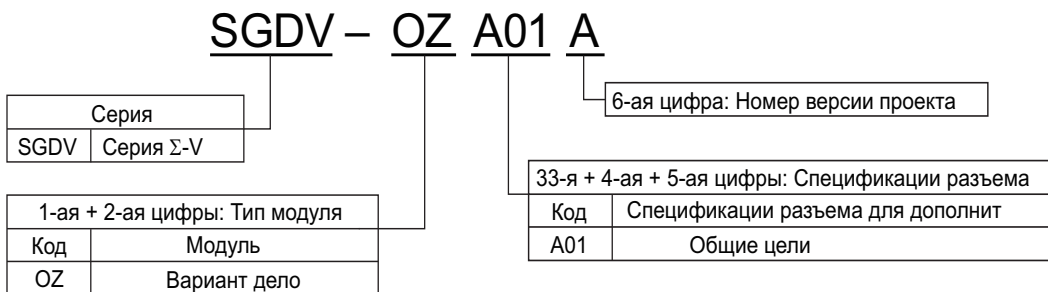 SGDV – OZ A01 A
6-ая цифра: Номер версии проекта
Серия
SGDV Серия Σ-V
33-я + 4-ая + 5-ая цифры: Спецификации разъема
Код Спецификации разъема для дополнит
A01 Общие цели
1-ая + 2-ая цифры: Тип модуля
Код Модуль
OZ Вариант дело